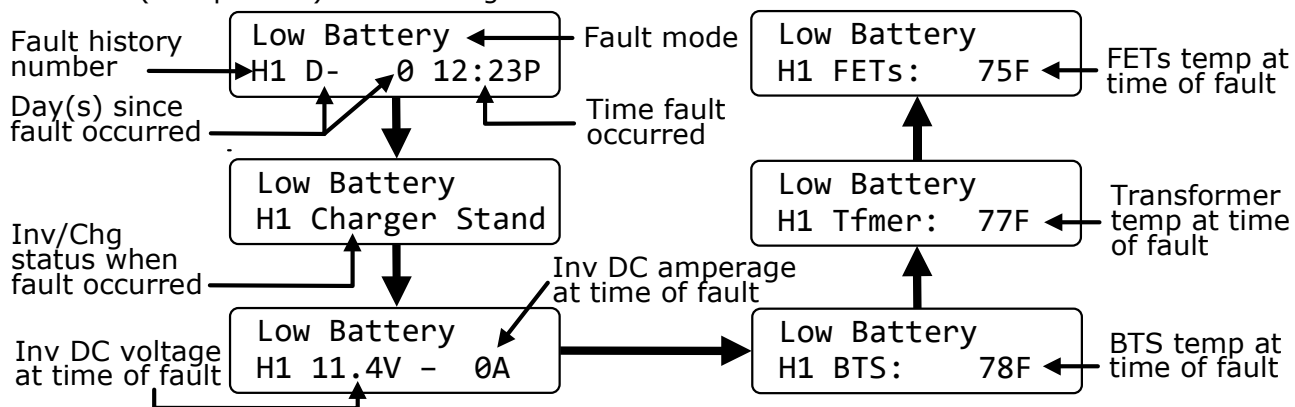 Fault history
number
Low Battery
H1 D-   0 12:23P
Fault mode
Day(s) since
fault occurred
Time fault
occurred
Low Battery
H1 Charger Stand
Inv/Chg
status when
fault occurred
Inv DC amperage
at time of fault
Low Battery
H1 11.4V –  0A
Inv DC voltage
at time of fault
Low Battery
H1 BTS:    78F
BTS temp at
time of fault
Low Battery
H1 Tfmer:  77F
Transformer
temp at time
of fault
Low Battery
H1 FETs:   75F
FETs temp at
time of fault